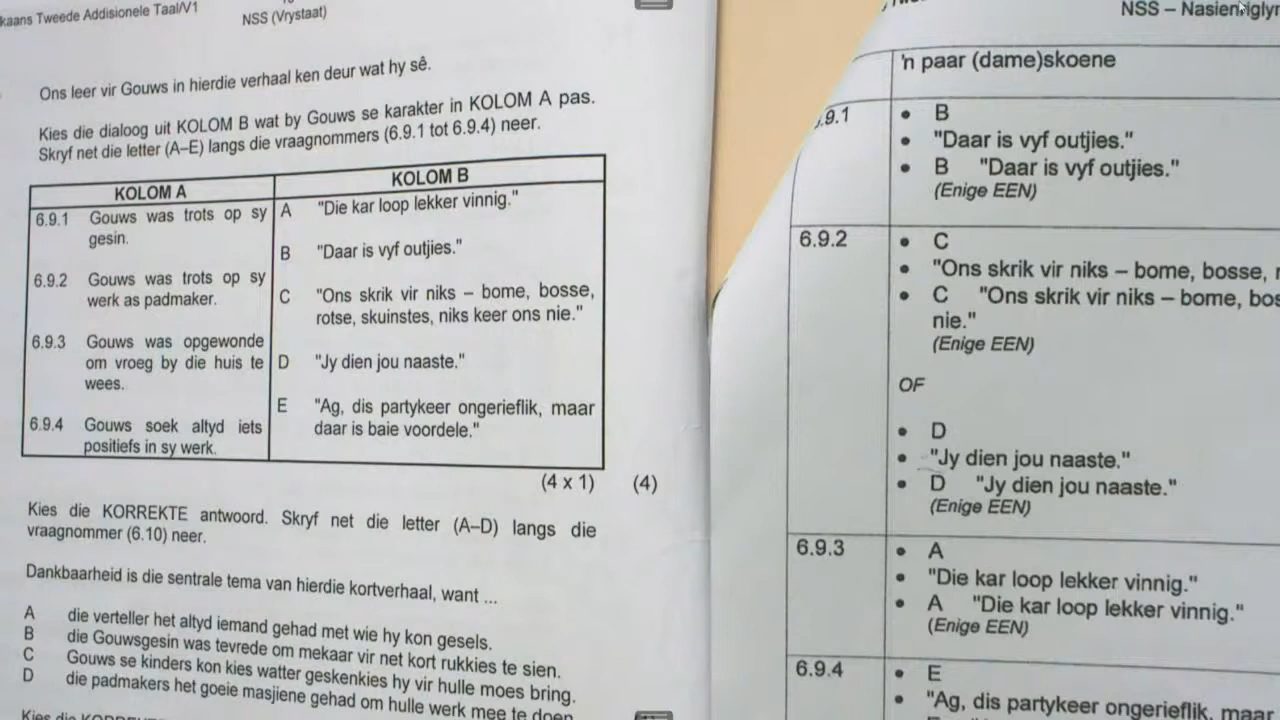 kaans Tweede Addisionele Taal/V1
NSS (Vrystaat)
Ons leer vir Gouws in hierdie verhaal ken deur wat hy sê.
Kies die dialoog uit KOLOM B wat by Gouws se karakter in KOLOM A pas.
Skryf net die letter (A–E) langs die vraagnommers (6.9.1 tot 6.9.4) neer.
KOLOM A
KOLOM B
6.9.1 Gouws was trots op sy
gesin.
6.9.2 Gouws was trots op sy
werk as padmaker.
6.9.3 Gouws was opgewonde
om vroeg by die huis te
wees.
6.9.4 Gouws soek altyd iets
positiefs in sy werk.
A "Die kar loop lekker vinnig."
B "Daar is vyf outjies."
C "Ons skrik vir niks – bome, bosse,
rotse, skuinstes, niks keer ons nie."
D "Jy dien jou naaste."
E "Ag, dis partykeer ongerieflik, maar
daar is baie voordele."
(4 x 1) (4)
Kies die KORREKTE antwoord. Skryf net die letter (A–D) langs die
vraagnommer (6.10) neer.
Dankbaarheid is die sentrale tema van hierdie kortverhaal, want ...
A die verteller het altyd iemand gehad met wie hy kon gesels.
B die Gouwsgesin was tevrede om mekaar vir net kort rukkies te sien.
C Gouws se kinders kon kies watter geskenkies hy vir hulle moes bring.
D die padmakers het goeie masjiene gehad om hulle werk mee te doen.
NSS – Nasienriglyn
'n paar (dame)skoene
.9.1 • B
• "Daar is vyf outjies."
• B "Daar is vyf outjies."
(Enige EEN)
6.9.2 • C
• "Ons skrik vir niks – bome, bosse,
• C "Ons skrik vir niks – bome, bos
nie."
(Enige EEN)
OF
• D
• "Jy dien jou naaste."
• D "Jy dien jou naaste."
(Enige EEN)
6.9.3 • A
• "Die kar loop lekker vinnig."
• A "Die kar loop lekker vinnig."
(Enige EEN)
6.9.4 • E
• "Ag, dis partykeer ongerieflik, maar